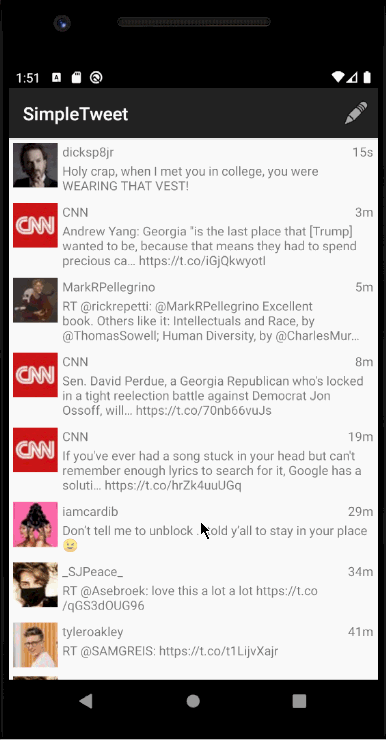 1:51
SimpleTweet
dicksp8jr 15s
Holy crap, when I met you in college, you were
WEARING THAT VEST!
CNN
CNN 3m
Andrew Yang: Georgia "is the last place that [Trump]
wanted to be, because that means they had to spend
precious ca... https://t.co/iGjQkwyotI
MarkRPellegrino 5m
RT @rickrepetti: @MarkRPellegrino Excellent
book. Others like it: Intellectuals and Race, by
@ThomasSowell; Human Diversity, by @CharlesMur...
CNN
CNN 8m
Sen. David Perdue, a Georgia Republican who's locked
in a tight reelection battle against Democrat Jon
Ossoff, will... https://t.co/70nb66vuJs
CNN
CNN 19m
If you've ever had a song stuck in your head but can't
remember enough lyrics to search for it, Google has a
soluti... https://t.co/hrZk4uuUGq
iamcardib 29m
Don't tell me to unblock told y'all to stay in your place
😉
_SJPeace_ 34m
RT @Asebroek: love this a lot a lot https://t.co
/qGS3dOUG96
tyleroakley 41m
RT @SAMGREIS: https://t.co/t1LijvXajr